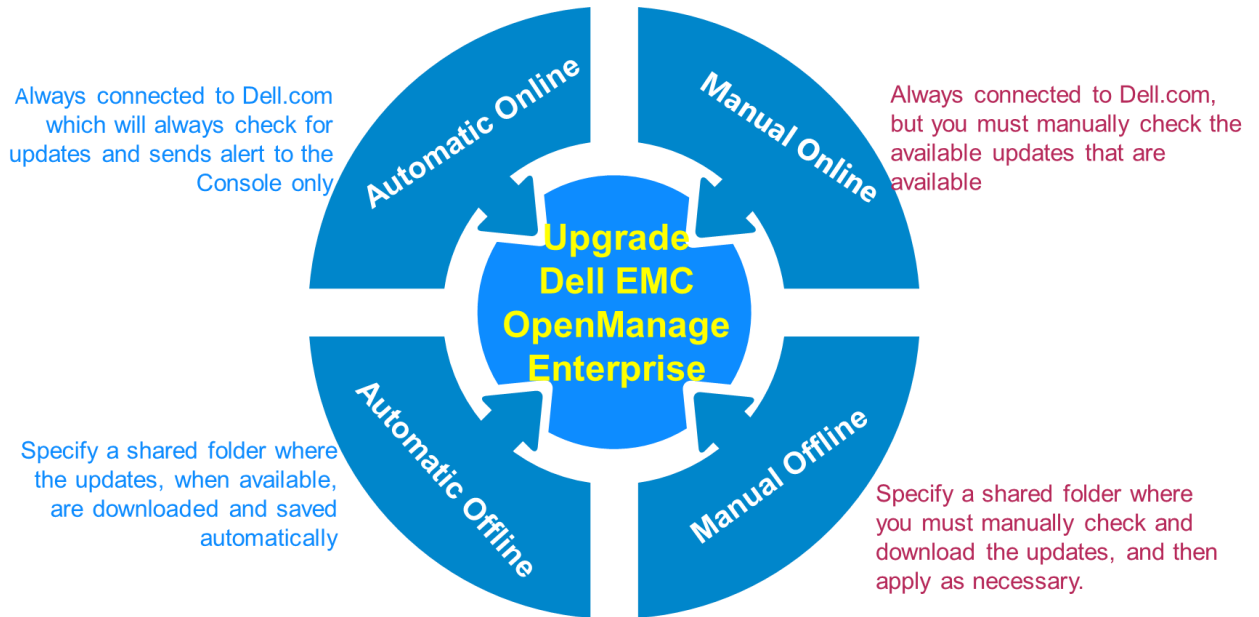 Always connected to Dell.com
which will always check for
updates and sends alert to the
Console only
Automatic Online
Manual Online
Always connected to Dell.com,
but you must manually check the
available updates that are
available
Upgrade
Dell EMC
OpenManage
Enterprise
Specify a shared folder where
the updates, when available,
are downloaded and saved
automatically
Automatic Offline
Manual Offline
Specify a shared folder where
you must manually check and
download the updates, and then
apply as necessary.